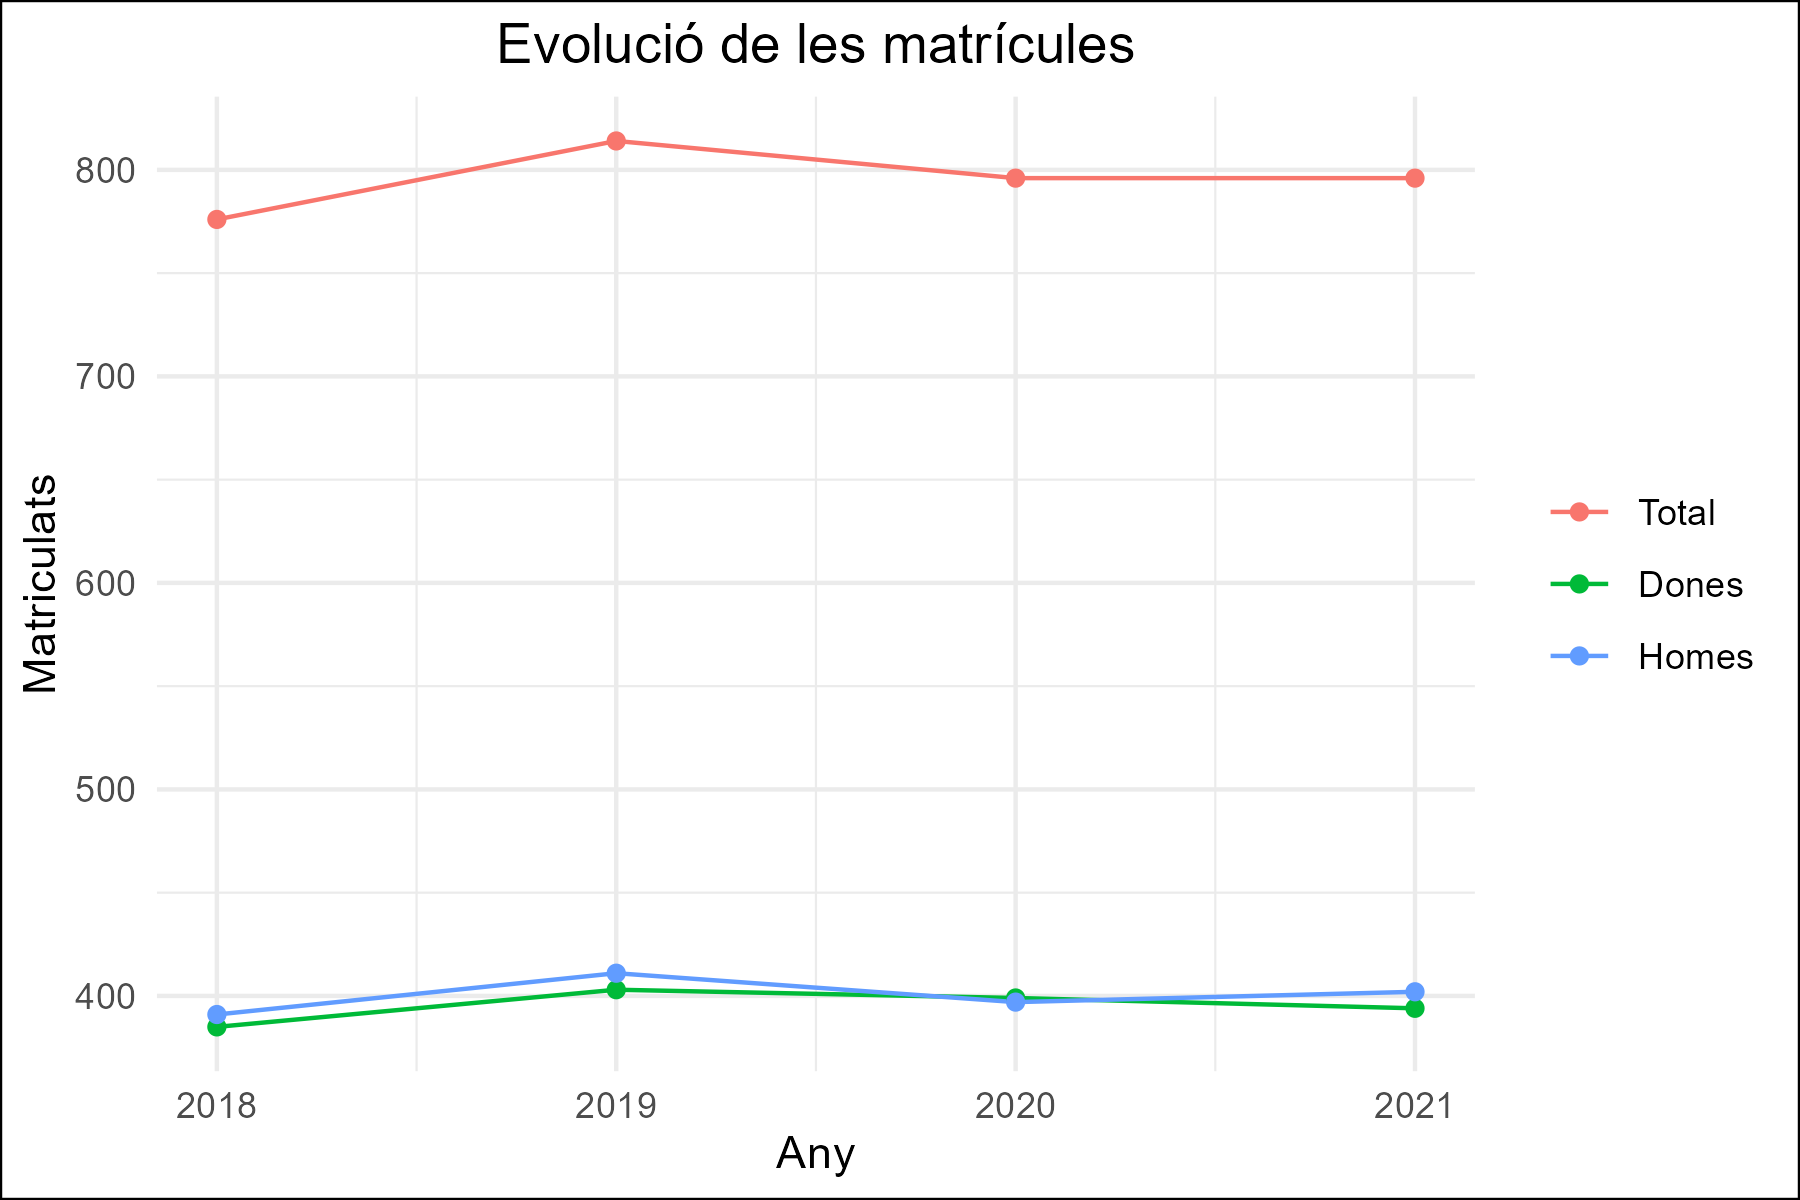 Evolució de les matrícules
800
700
600
500
400
Matriculats
2018
2019
2020
2021
Any
Total
Dones
Homes